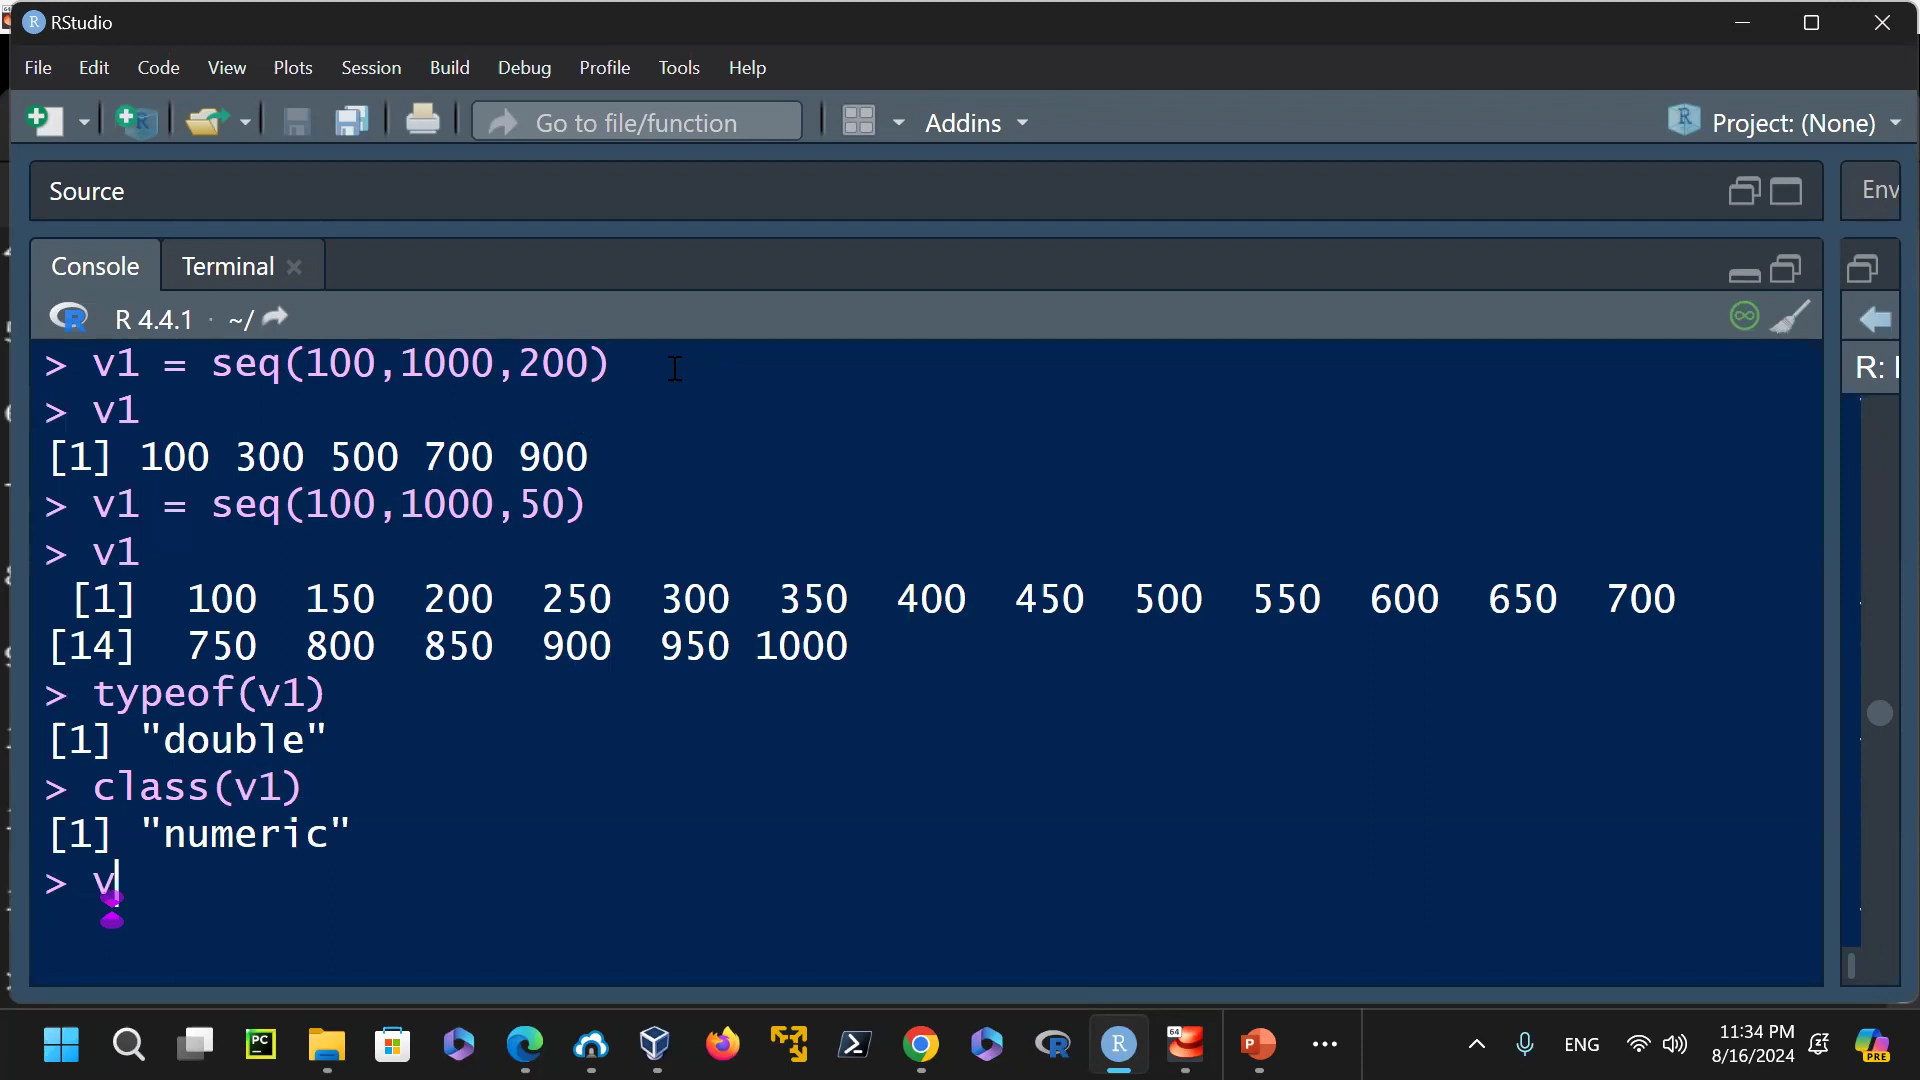 RStudio
File Edit Code View Plots Session Build Debug Profile Tools Help
Go to file/function Addins Project: (None)
Source Env
Console Terminal
R 4.4.1 · ~/
R:
> v1 = seq(100,1000,200)
> v1
[1] 100 300 500 700 900
> v1 = seq(100,1000,50)
> v1
[1] 100 150 200 250 300 350 400 450 500 550 600 650 700
[14] 750 800 850 900 950 1000
> typeof(v1)
[1] "double"
> class(v1)
[1] "numeric"
> v
ENG 11:34 PM
8/16/2024